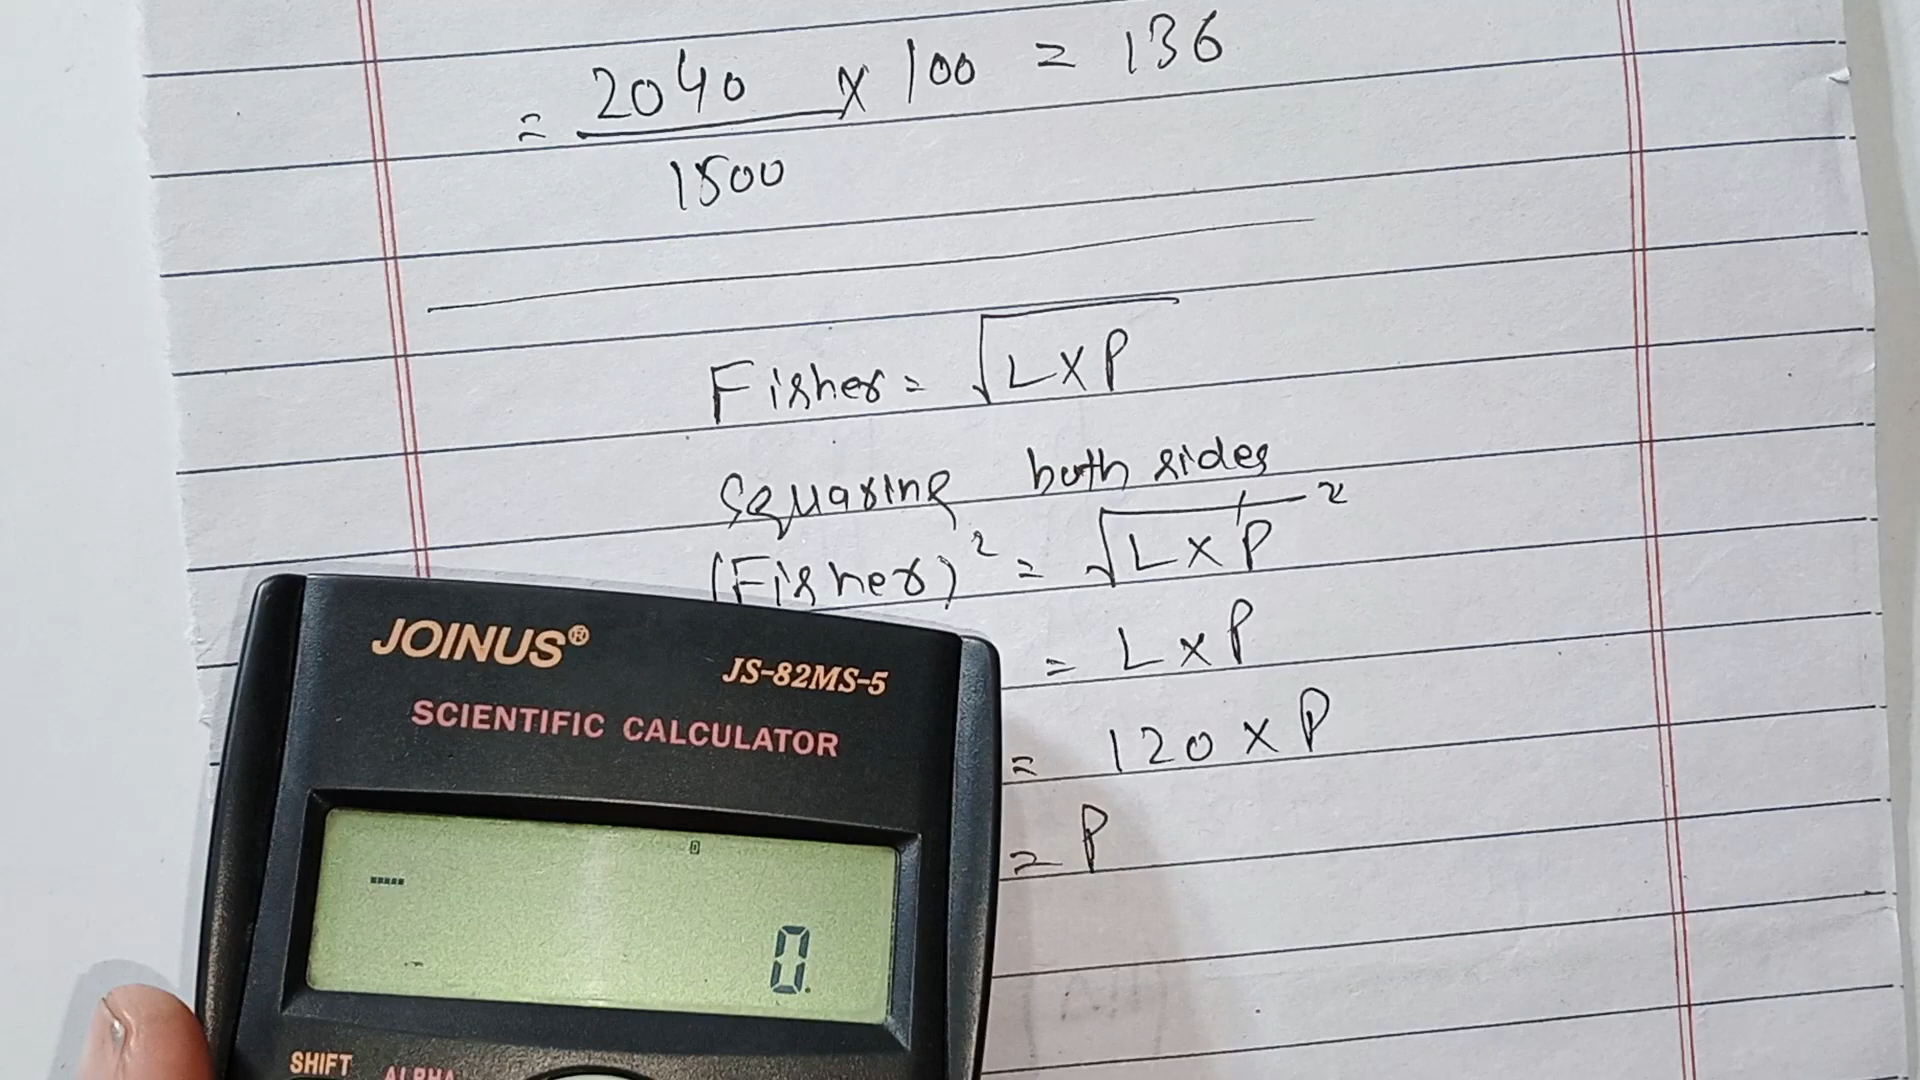 = 2040 × 100 = 136
1500
Fisher = √L×P
Squaring both sides
(Fisher)² = √L×P ²
= L×P
= 120×P
= P
JOINUS®
JS-82MS-5
SCIENTIFIC CALCULATOR
D
0.
SHIFT
ALPHA